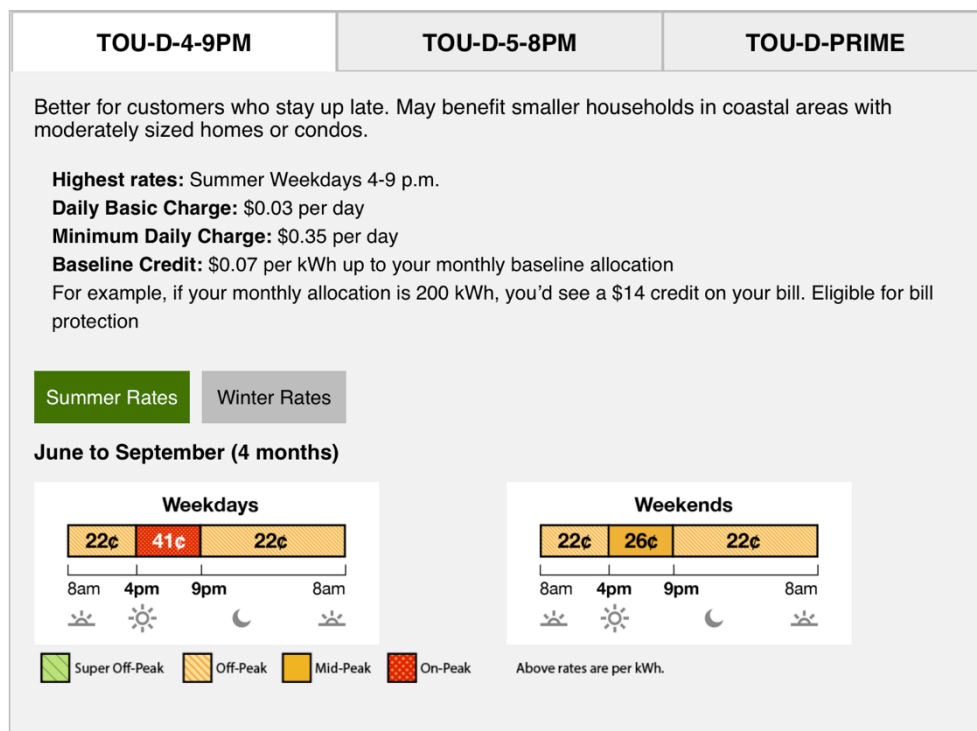 TOU-D-4-9PM
TOU-D-5-8PM
TOU-D-PRIME
Better for customers who stay up late. May benefit smaller households in coastal areas with
moderately sized homes or condos.
Highest rates: Summer Weekdays 4-9 p.m.
Daily Basic Charge: $0.03 per day
Minimum Daily Charge: $0.35 per day
Baseline Credit: $0.07 per kWh up to your monthly baseline allocation
For example, if your monthly allocation is 200 kWh, you’d see a $14 credit on your bill. Eligible for bill
protection
Summer Rates
Winter Rates
June to September (4 months)
Weekdays
22¢ 41¢ 22¢
8am 4pm 9pm 8am
Weekends
22¢ 26¢ 22¢
8am 4pm 9pm 8am
Super Off-Peak
Off-Peak
Mid-Peak
On-Peak
Above rates are per kWh.